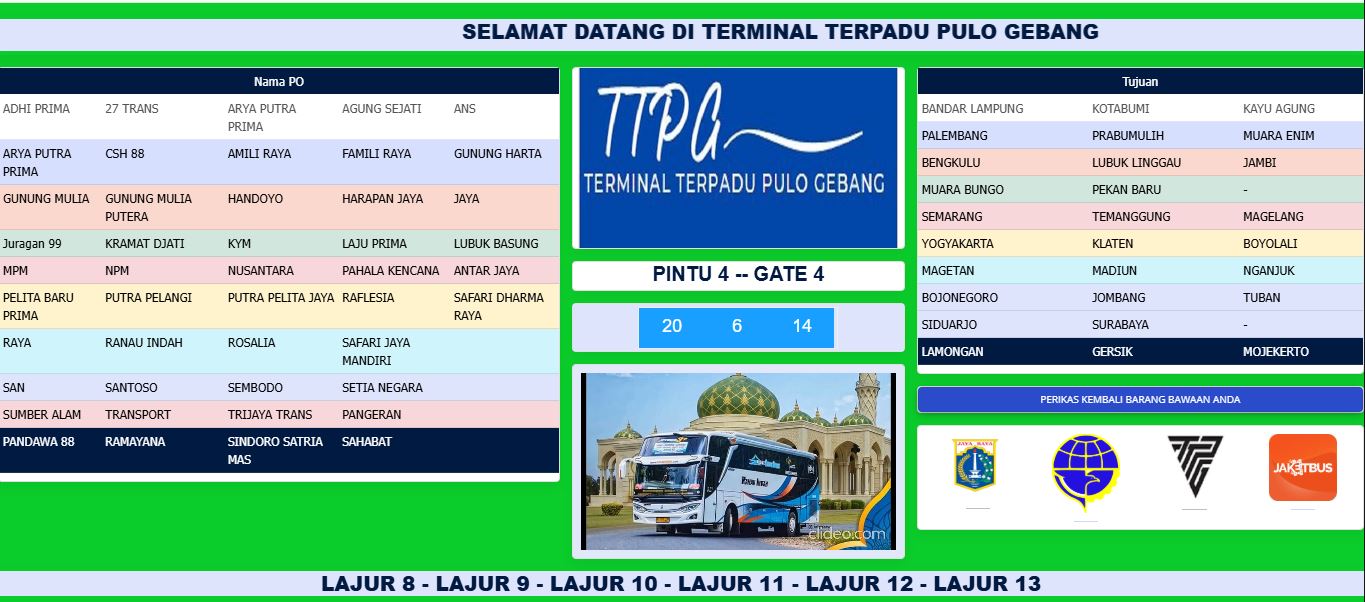 SELAMAT DATANG DI TERMINAL TERPADU PULO GEBANG
Nama PO
ADHI PRIMA 27 TRANS ARYA PUTRA PRIMA AGUNG SEJATI ANS
ARYA PUTRA PRIMA CSH 88 AMILI RAYA FAMILI RAYA GUNUNG HARTA
GUNUNG MULIA GUNUNG MULIA PUTERA HANDOYO HARAPAN JAYA JAYA
Juragan 99 KRAMAT DJATI KYM LAJU PRIMA LUBUK BASUNG
MPM NPM NUSANTARA PAHALA KENCANA ANTAR JAYA
PELITA BARU PRIMA PUTRA PELANGI PUTRA PELITA JAYA RAFLESIA SAFARI DHARMA RAYA
RAYA RANAU INDAH ROSALIA SAFARI JAYA MANDIRI
SAN SANTOSO SEMBODO SETIA NEGARA
SUMBER ALAM TRANSPORT TRIJAYA TRANS PANGERAN
PANDAWA 88 RAMAYANA SINDORO SATRIA MAS SAHABAT
TTPG
TERMINAL TERPADU PULO GEBANG
PINTU 4 -- GATE 4
20 6 14
clideo.com
Tujuan
BANDAR LAMPUNG KOTABUMI KAYU AGUNG
PALEMBANG PRABUMULIH MUARA ENIM
BENGKULU LUBUK LINGGAU JAMBI
MUARA BUNGO PEKAN BARU -
SEMARANG TEMANGGUNG MAGELANG
YOGYAKARTA KLATEN BOYOLALI
MAGETAN MADIUN NGANJUK
BOJONEGORO JOMBANG TUBAN
SIDUARJO SURABAYA -
LAMONGAN GERSIK MOJEKERTO
PERIKAS KEMBALI BARANG BAWAAN ANDA
JAYA RAYA
JAKETBUS
LAJUR 8 - LAJUR 9 - LAJUR 10 - LAJUR 11 - LAJUR 12 - LAJUR 13